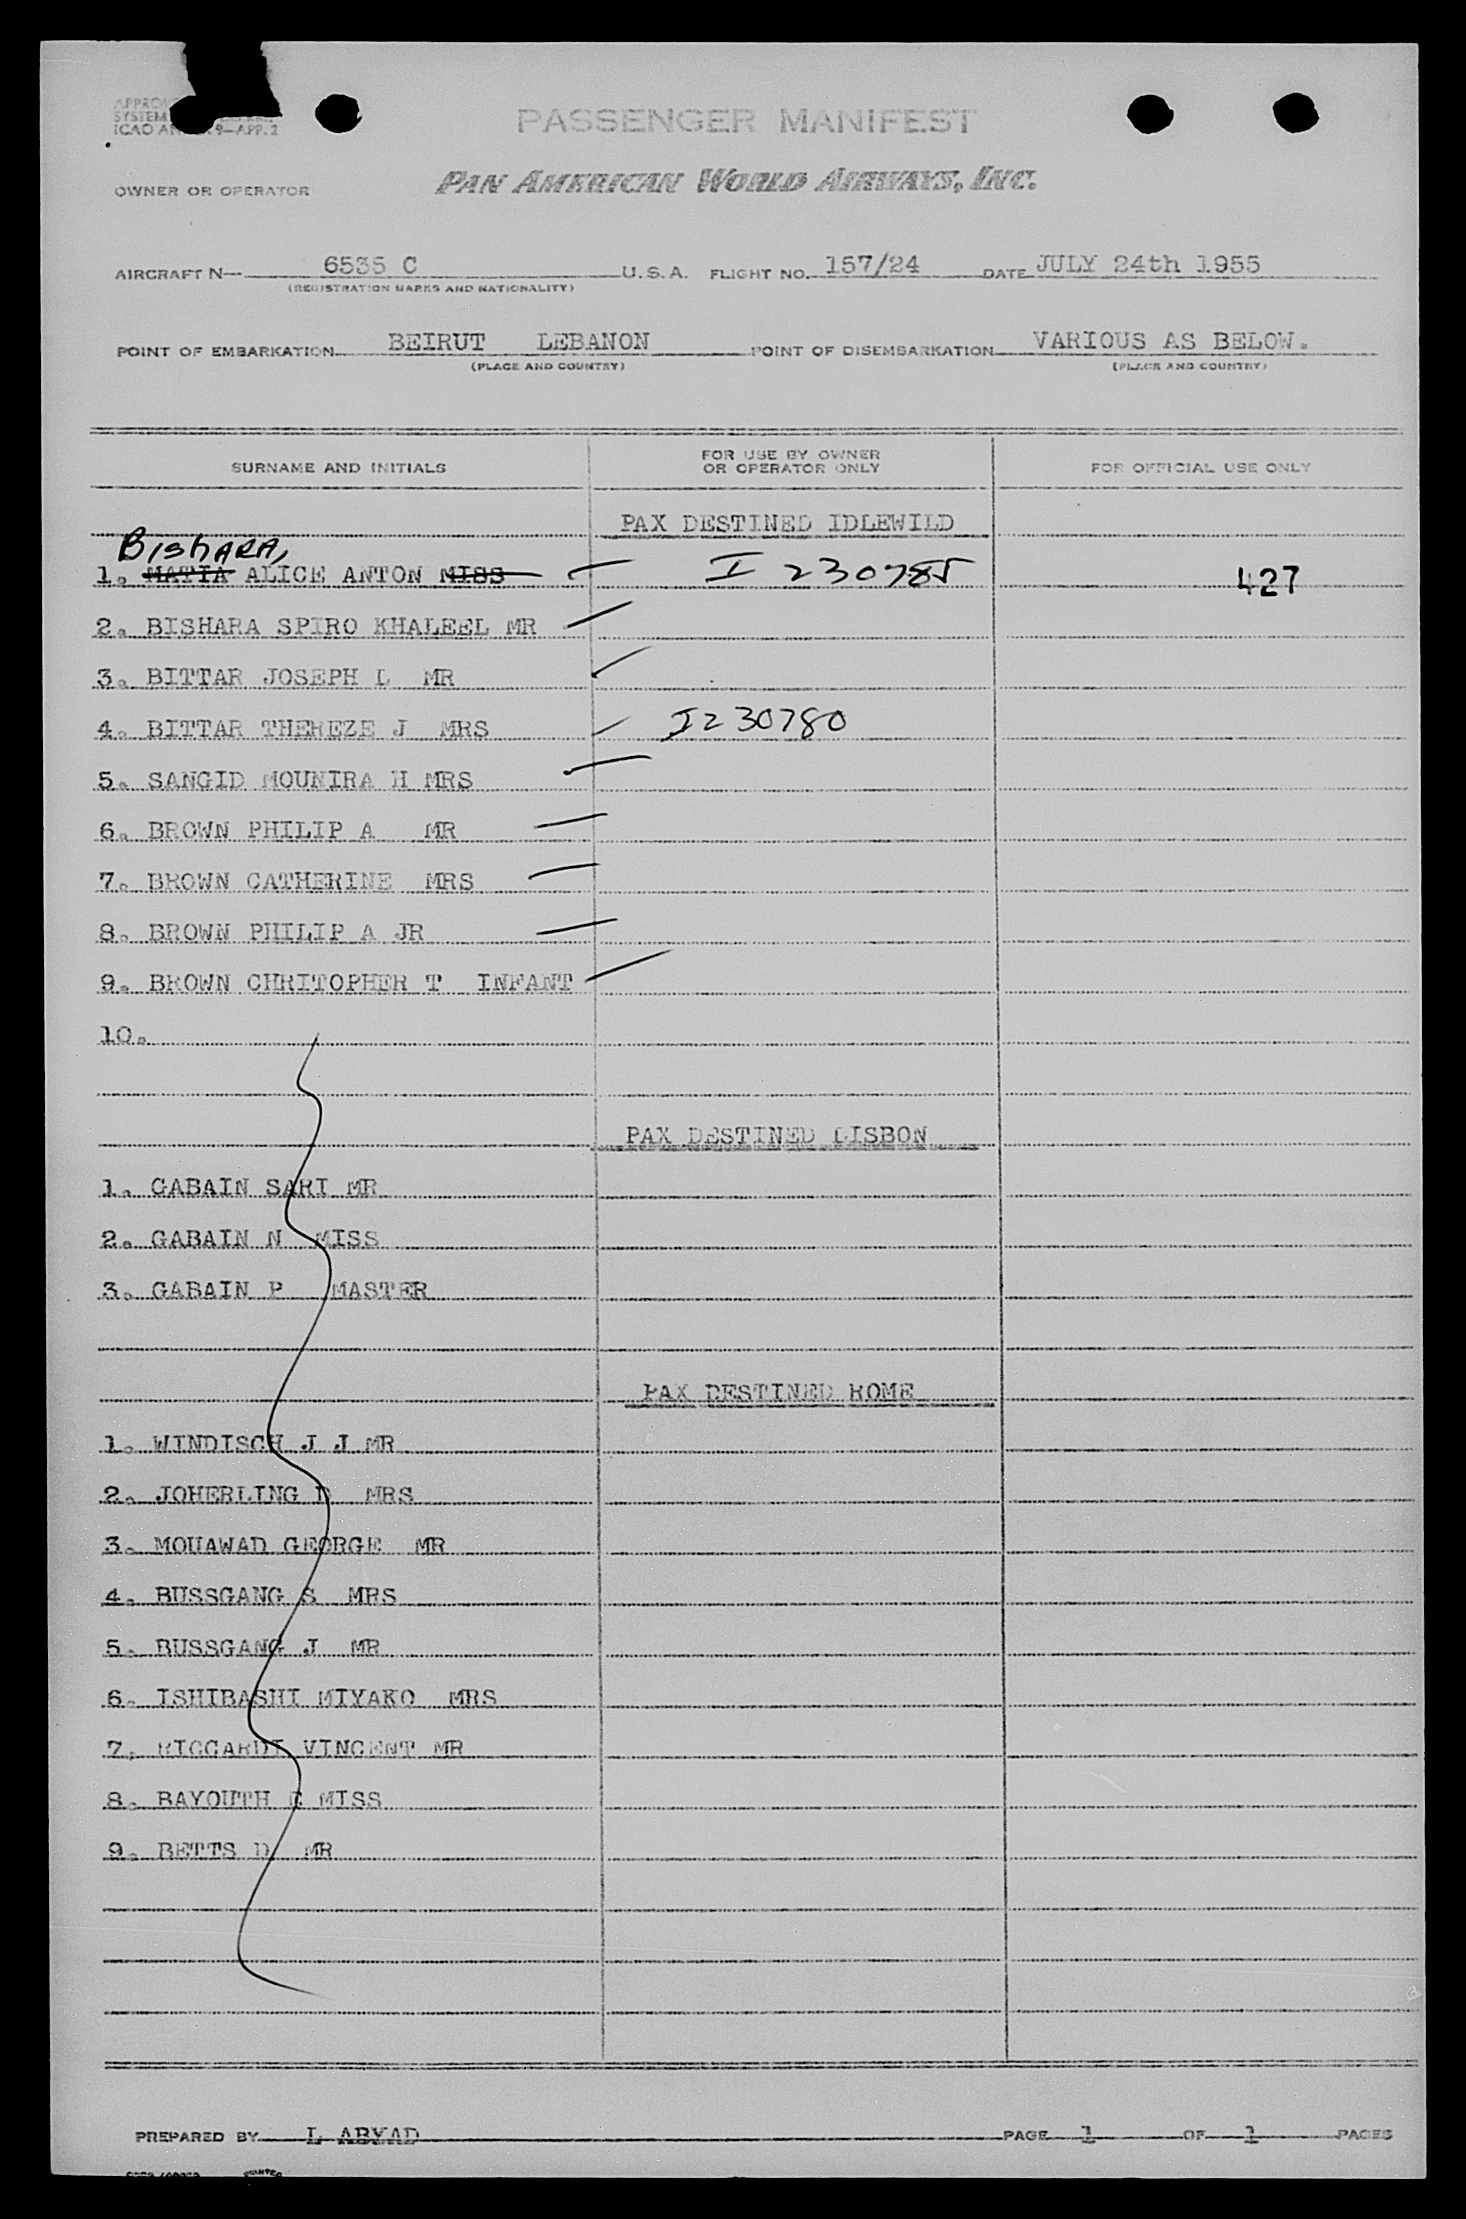 PASSENGER MANIFEST
OWNER OR OPERATOR PAN AMERICAN WORLD AIRWAYS, INC.
AIRCRAFT N— 6535 C U.S.A. FLIGHT NO. 157/24 DATE JULY 24th 1955
(REGISTRATION MARKS AND NATIONALITY)
POINT OF EMBARKATION BEIRUT LEBANON POINT OF DISEMBARKATION VARIOUS AS BELOW.
(PLACE AND COUNTRY) (PLACE AND COUNTRY)
SURNAME AND INITIALS FOR USE BY OWNER OR OPERATOR ONLY FOR OFFICIAL USE ONLY
PAX DESTINED IDLEWILD
BishARA,
1. MATIA ALICE ANTON MISS I 230785 427
2. BISHARA SPIRO KHALEEL MR
3. BITTAR JOSEPH L MR
4. BITTAR THEREZE J MRS I230780
5. SANGID MOUNIRA H MRS
6. BROWN PHILIP A MR
7. BROWN CATHERINE MRS
8. BROWN PHILIP A JR
9. BROWN CHRITOPHER T INFANT
10.
PAX DESTINED LISBON
1. GABAIN SARI MR
2. GABAIN N MISS
3. GABAIN P MASTER
PAX DESTINED ROME
1. WINDISCH J J MR
2. JOHERLING MRS
3. MOUAWAD GEORGE MR
4. BUSSGANG S MRS
5. BUSSGANG J MR
6. ISHIBASHI MIYAKO MRS
7. RICCARDI VINCENT MR
8. BAYOUTH MISS
9. BETTS D MR
PREPARED BY L ABYAD PAGE 1 OF 1 PAGES